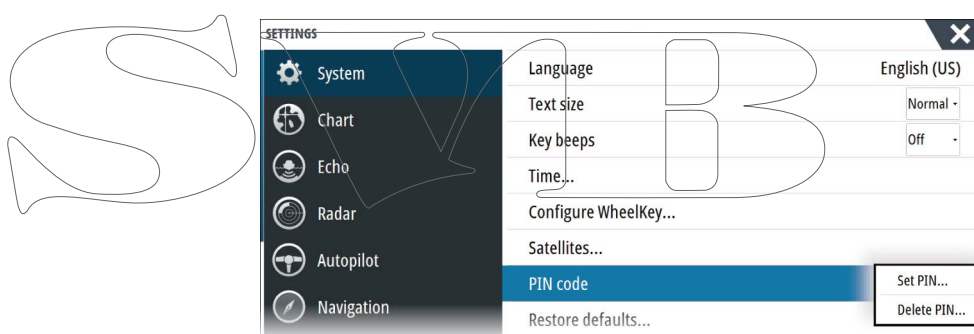 SETTINGS
System
Chart
Echo
Radar
Autopilot
Navigation
Language English (US)
Text size Normal
Key beeps Off
Time...
Configure WheelKey...
Satellites...
PIN code
Restore defaults...
Set PIN...
Delete PIN...